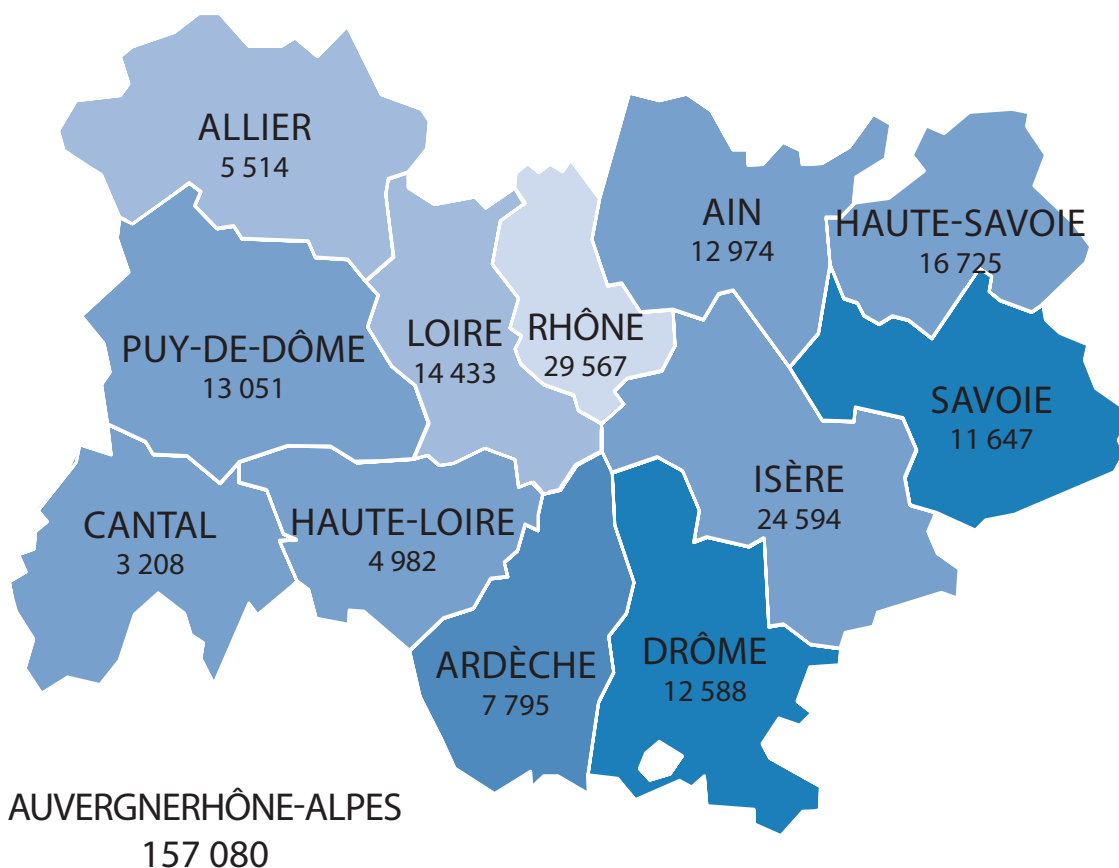 ALLIER
5 514
AIN
12 974
HAUTE-SAVOIE
16 725
PUY-DE-DÔME
13 051
LOIRE
14 433
RHÔNE
29 567
SAVOIE
11 647
CANTAL
3 208
HAUTE-LOIRE
4 982
ISÈRE
24 594
ARDÈCHE
7 795
DRÔME
12 588
AUVERGNERHÔNE-ALPES
157 080